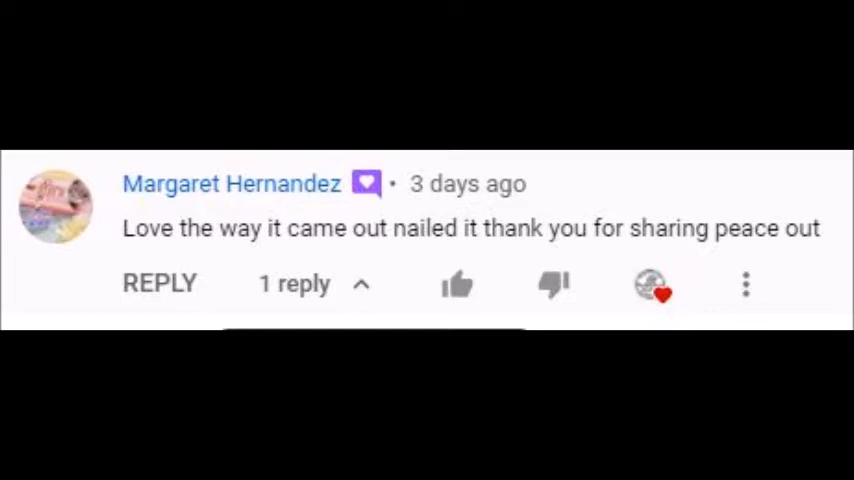 Margaret Hernandez • 3 days ago
Love the way it came out nailed it thank you for sharing peace out
REPLY 1 reply